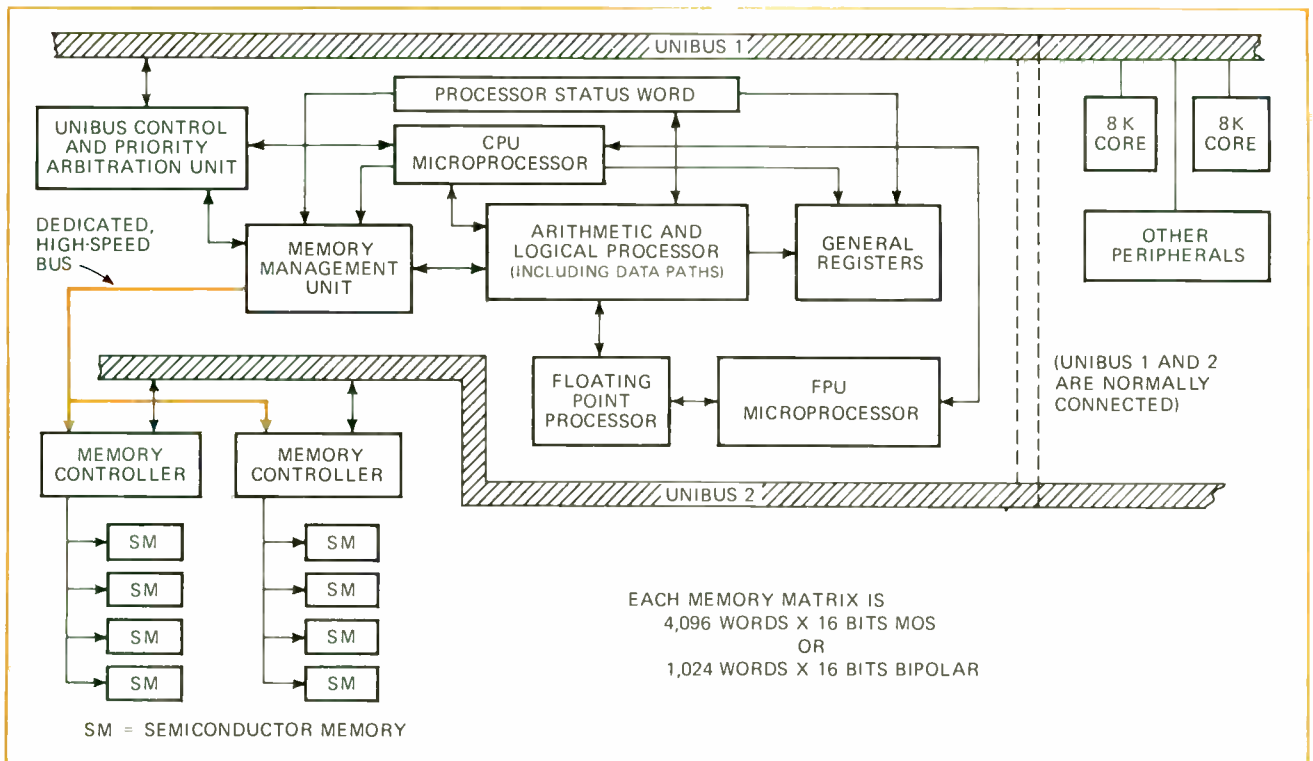 UNIBUS 1
PROCESSOR STATUS WORD
UNIBUS CONTROL
AND PRIORITY
ARBITRATION UNIT
CPU
MICROPROCESSOR
8K
CORE
8K
CORE
DEDICATED,
HIGH-SPEED
BUS
MEMORY
MANAGEMENT
UNIT
ARITHMETIC AND
LOGICAL PROCESSOR
(INCLUDING DATA PATHS)
GENERAL
REGISTERS
OTHER
PERIPHERALS
FLOATING
POINT
PROCESSOR
FPU
MICROPROCESSOR
(UNIBUS 1 AND 2
ARE NORMALLY
CONNECTED)
MEMORY
CONTROLLER
MEMORY
CONTROLLER
UNIBUS 2
SM
SM
SM
SM
SM
SM
SM
SM
EACH MEMORY MATRIX IS
4,096 WORDS X 16 BITS MOS
OR
1,024 WORDS X 16 BITS BIPOLAR
SM = SEMICONDUCTOR MEMORY